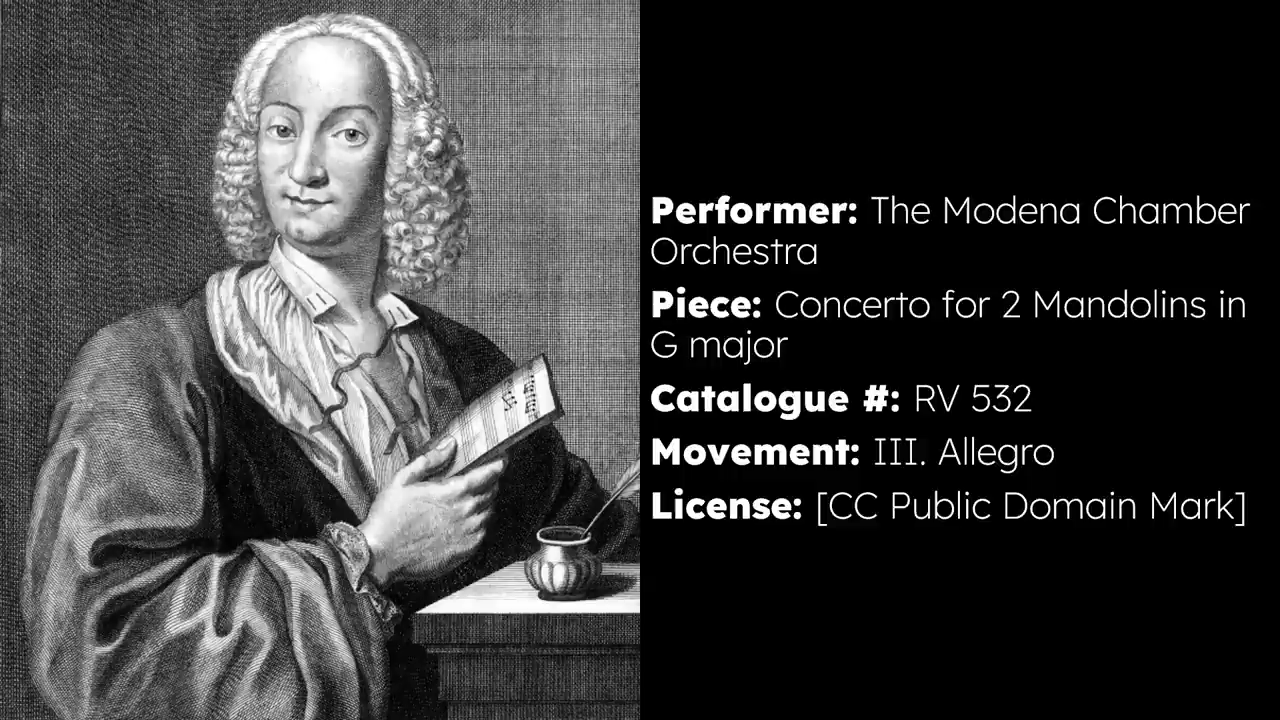 Performer: The Modena Chamber
Orchestra
Piece: Concerto for 2 Mandolins in
G major
Catalogue #: RV 532
Movement: III. Allegro
License: [CC Public Domain Mark]